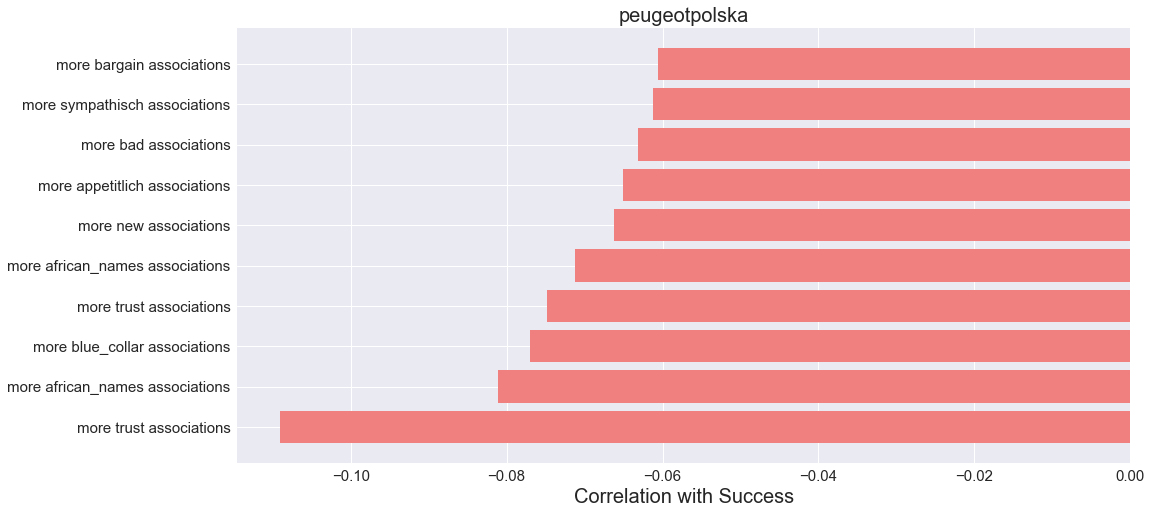 peugeotpolska
more bargain associations
more sympathisch associations
more bad associations
more appetitlich associations
more new associations
more african_names associations
more trust associations
more blue_collar associations
more african_names associations
more trust associations
−0.10 −0.08 −0.06 −0.04 −0.02 0.00
Correlation with Success